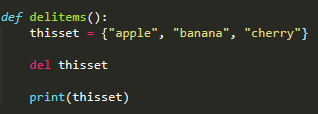 def delitems():
    thisset = {"apple", "banana", "cherry"}
    del thisset
    print(thisset)